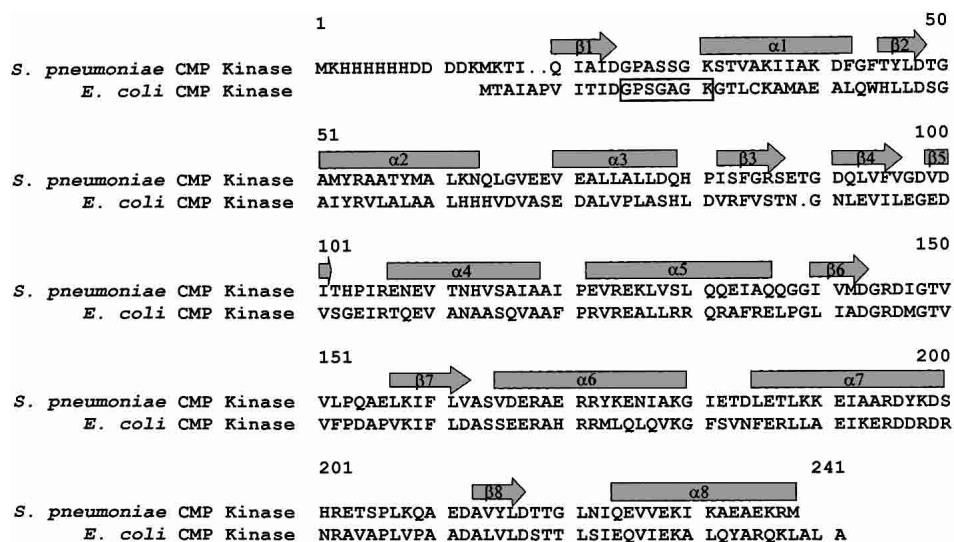 1 50
β1 α1 β2
S. pneumoniae CMP Kinase MKHHHHHHDD DDKMKTI..Q IAIDGPASSG KSTVAKIIAK DFGFTYLDTG
E. coli CMP Kinase MTAIAPV ITIDGPSGAG KGTLCKAMAE ALQWHLLDSG
51 100
α2 α3 β3 β4 β5
S. pneumoniae CMP Kinase AMYRAATYMA LKNQLGVEEV EALLALLDQH PISFGRSETG DQLVFVGDVD
E. coli CMP Kinase AIYRVLALAA LHHHVDVASE DALVPLASHL DVRFVSTN.G NLEVILEGED
101 150
α4 α5 β6
S. pneumoniae CMP Kinase ITHPIRENEV TNHVSAIAAI PEVREKLVSL QQEIAQQGGI VMDGRDIGTV
E. coli CMP Kinase VSGEIRTQEV ANAASQVAAF PRVREALLRR QRAFRELPGL IADGRDMGTV
151 200
β7 α6 α7
S. pneumoniae CMP Kinase VLPQAELKIF LVASVDERAE RRYKENIAKG IETDLETLKK EIAARDYKDS
E. coli CMP Kinase VFPDAPVKIF LDASSEERAH RRMLQLQVKG FSVNFERLLA EIKERDDRDR
201 241
β8 α8
S. pneumoniae CMP Kinase HRETSPLKQA EDAVYLDTTG LNIQEVVEKI KAEAEKRM
E. coli CMP Kinase NRAVAPLVPA ADALVLDSTT LSIEQVIEKA LQYARQKLAL A